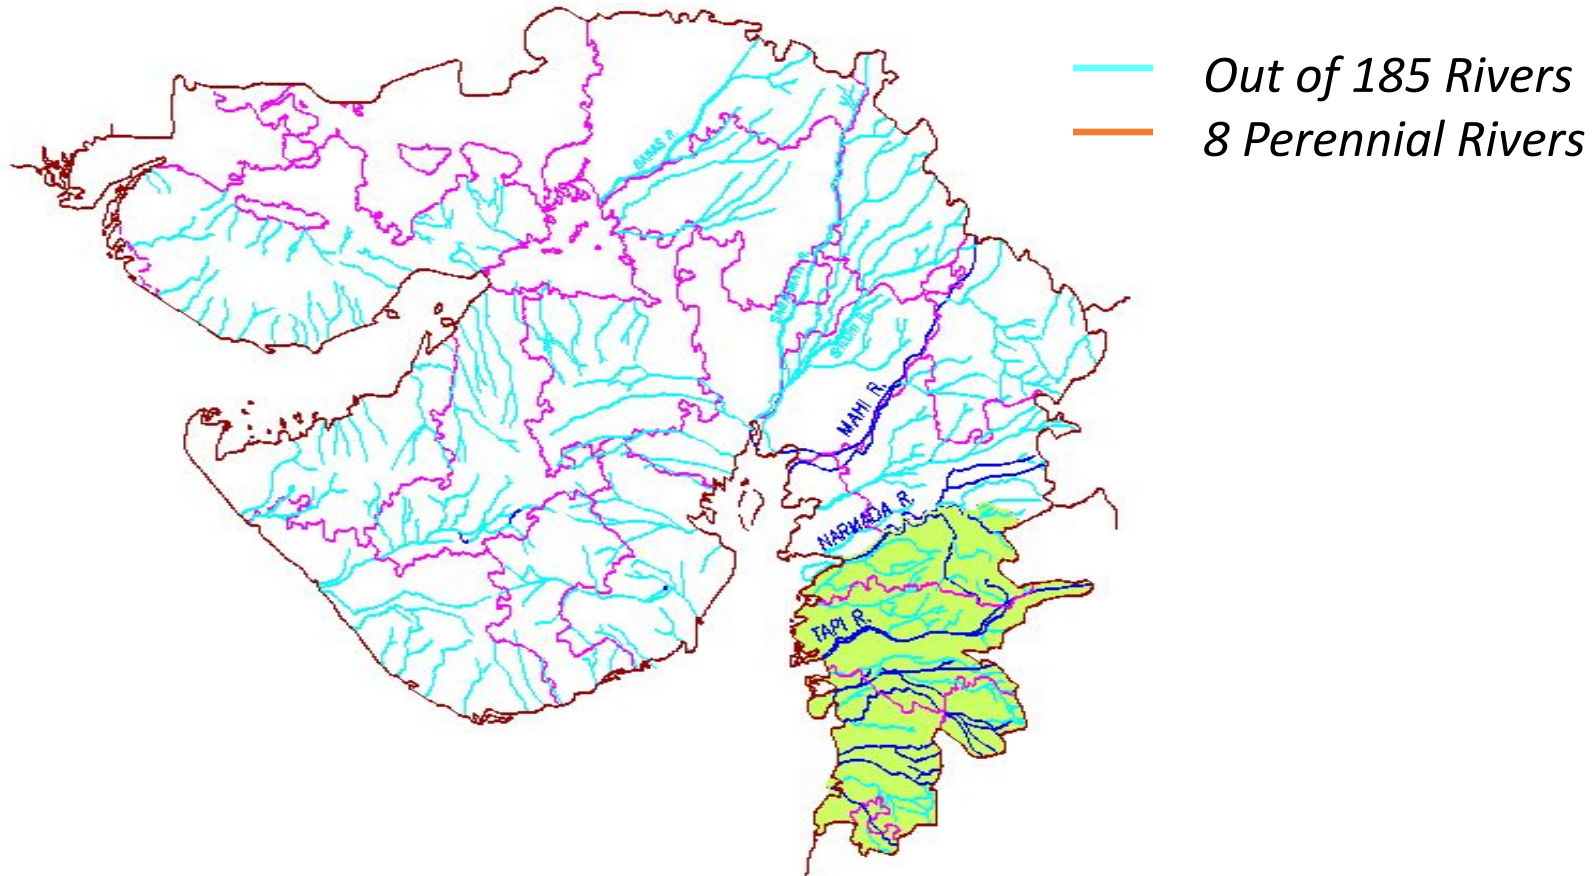 Out of 185 Rivers
8 Perennial Rivers
BANAS R.
MAHI R.
NARMADA R.
TAPI R.